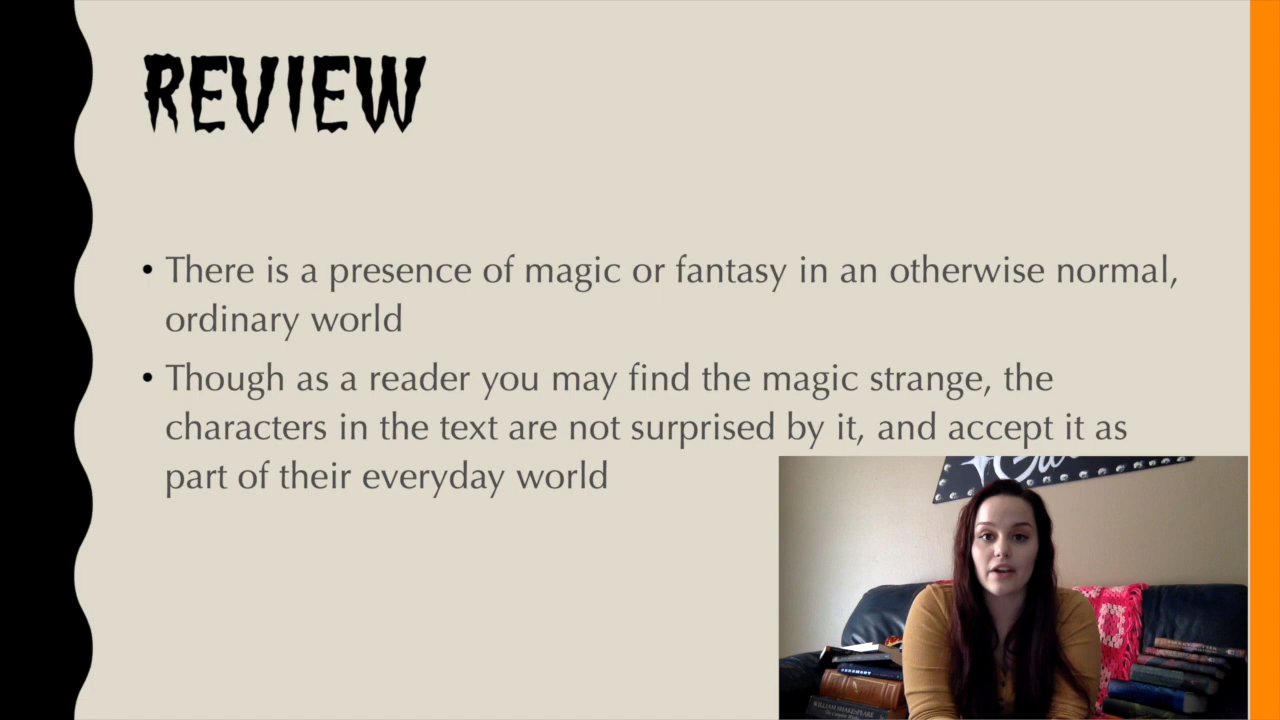 REVIEW
• There is a presence of magic or fantasy in an otherwise normal,
ordinary world
• Though as a reader you may find the magic strange, the
characters in the text are not surprised by it, and accept it as
part of their everyday world
WILLIAM SHAKESPEARE